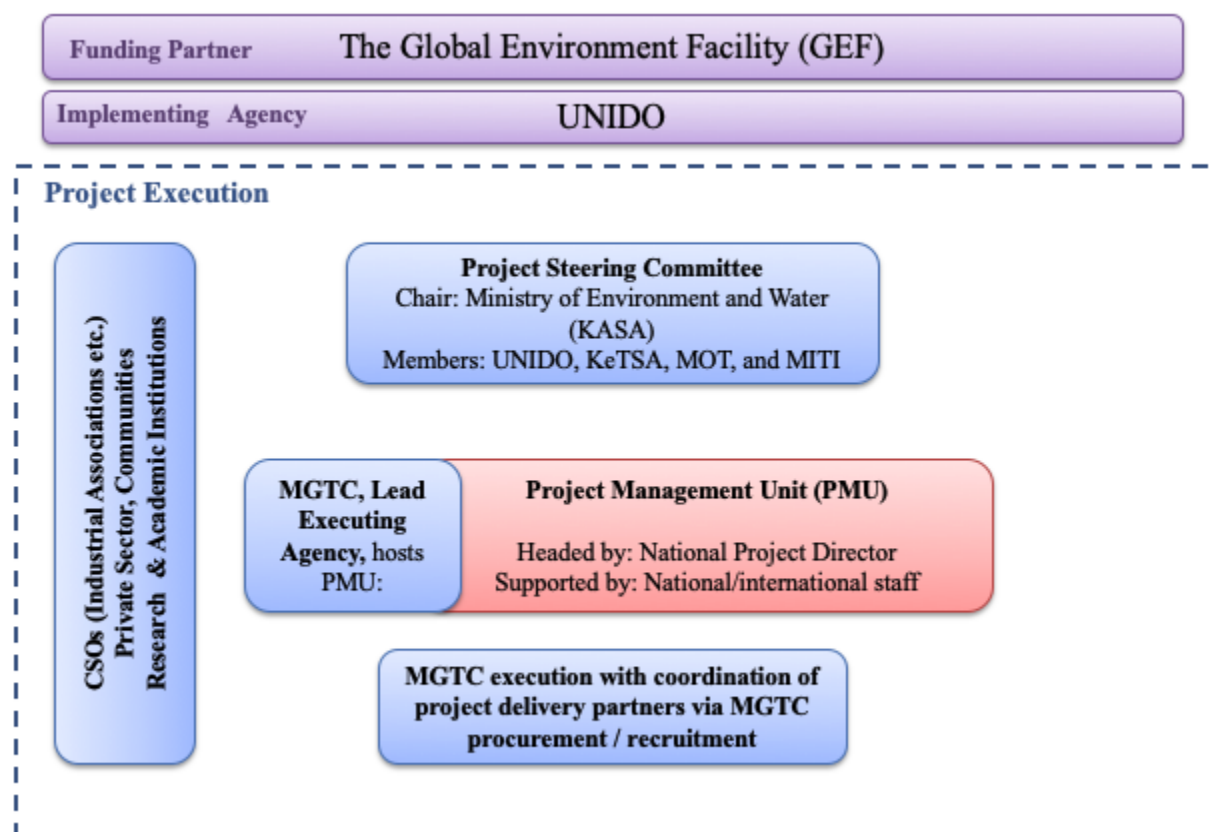 Funding Partner The Global Environment Facility (GEF)
Implementing Agency UNIDO
Project Execution
CSOs (Industrial Associations etc.)
Private Sector, Communities
Research & Academic Institutions
Project Steering Committee
Chair: Ministry of Environment and Water
(KASA)
Members: UNIDO, KeTSA, MOT, and MITI
MGTC, Lead
Executing
Agency, hosts
PMU:
Project Management Unit (PMU)
Headed by: National Project Director
Supported by: National/international staff
MGTC execution with coordination of
project delivery partners via MGTC
procurement / recruitment